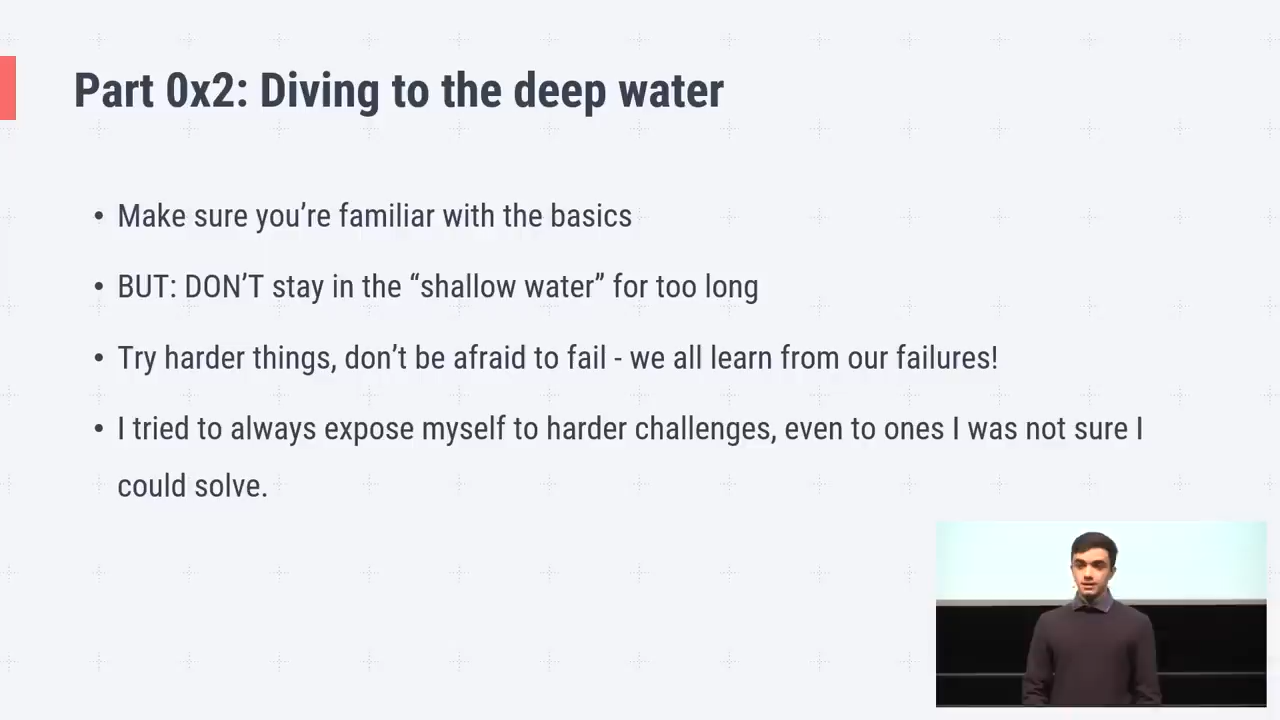 Part 0x2: Diving to the deep water
• Make sure you’re familiar with the basics
• BUT: DON’T stay in the “shallow water” for too long
• Try harder things, don’t be afraid to fail - we all learn from our failures!
• I tried to always expose myself to harder challenges, even to ones I was not sure I
could solve.